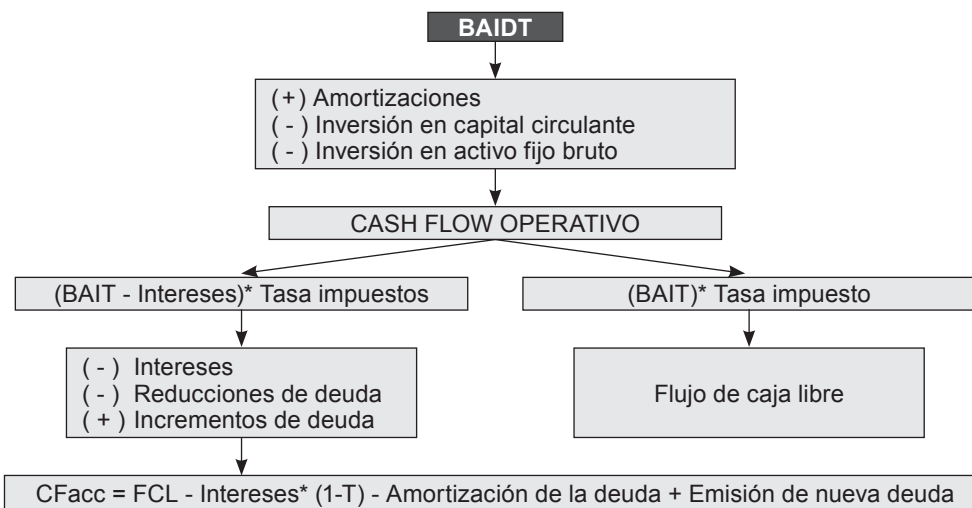 BAIDT
(+) Amortizaciones
( - ) Inversión en capital circulante
( - ) Inversión en activo fijo bruto
CASH FLOW OPERATIVO
(BAIT - Intereses)* Tasa impuestos
(BAIT)* Tasa impuesto
( - ) Intereses
( - ) Reducciones de deuda
( + ) Incrementos de deuda
Flujo de caja libre
CFacc = FCL - Intereses* (1-T) - Amortización de la deuda + Emisión de nueva deuda